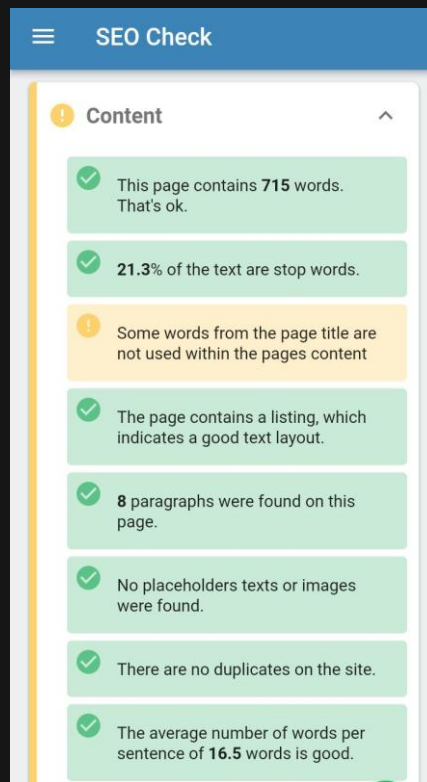 SEO Check
Content
This page contains 715 words.
That's ok.
21.3% of the text are stop words.
Some words from the page title are
not used within the pages content
The page contains a listing, which
indicates a good text layout.
8 paragraphs were found on this
page.
No placeholders texts or images
were found.
There are no duplicates on the site.
The average number of words per
sentence of 16.5 words is good.